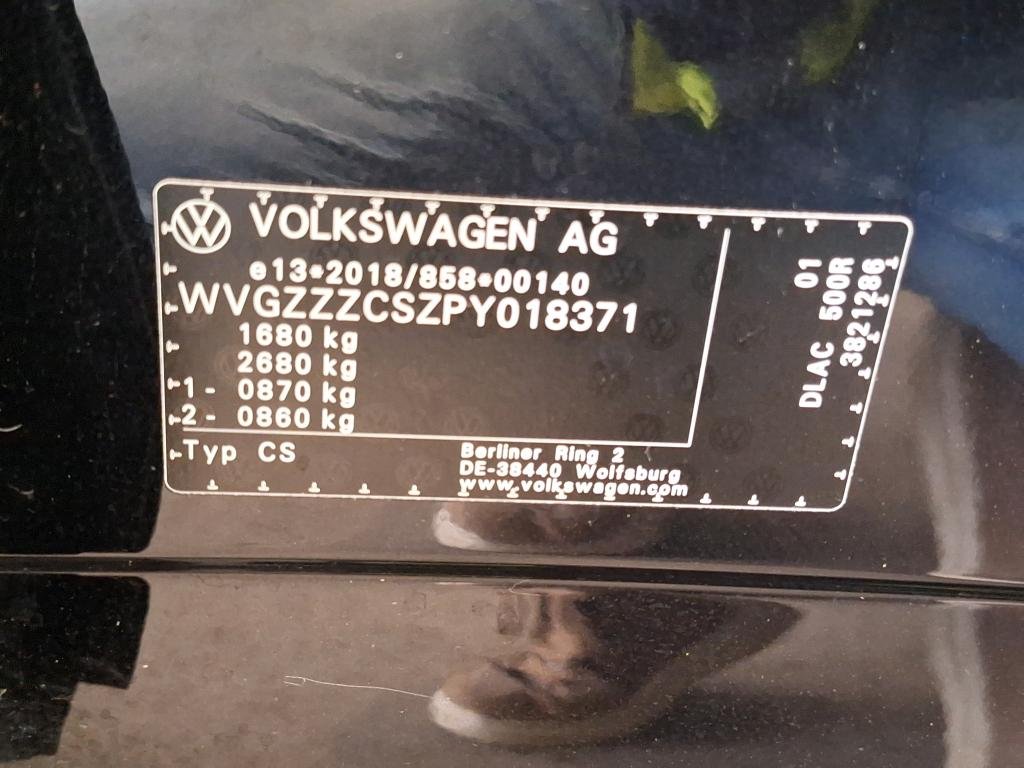 VOLKSWAGEN AG
e13*2018/858*00140
WVGZZZCSZPY018371
1680 kg
2680 kg
1 - 0870 kg
2 - 0860 kg
Typ CS
Berliner Ring 2
DE-38440 Wolfsburg
www.volkswagen.com
01
DLAC 500R
3821286